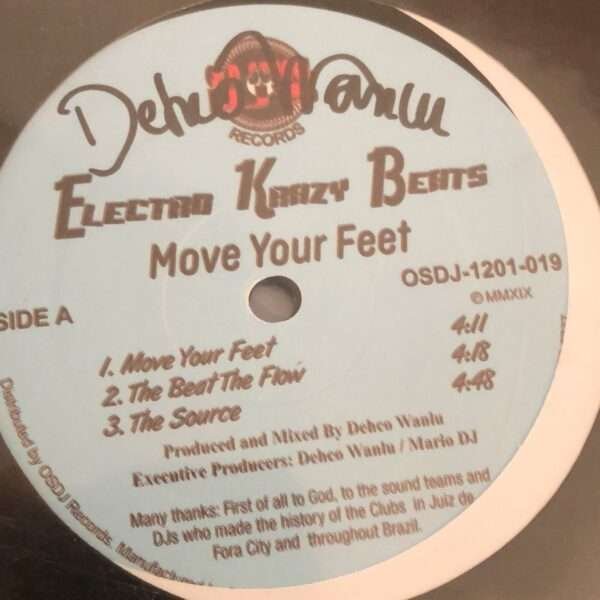 Dehco Wanlu
RECORDS
ELECTRO KRAZY BEATS
Move Your Feet
OSDJ-1201-019
SIDE A
© MMXIX
1. Move Your Feet 4:11
2. The Beat The Flow 4:18
3. The Source 4:48
Produced and Mixed By Dehco Wanlu
Executive Producers: Dehco Wanlu / Mario DJ
Many thanks: First of all to God, to the sound teams and
DJs who made the history of the Clubs in Juiz de
Fora City and throughout Brazil.
Distributed by OSDJ Records.